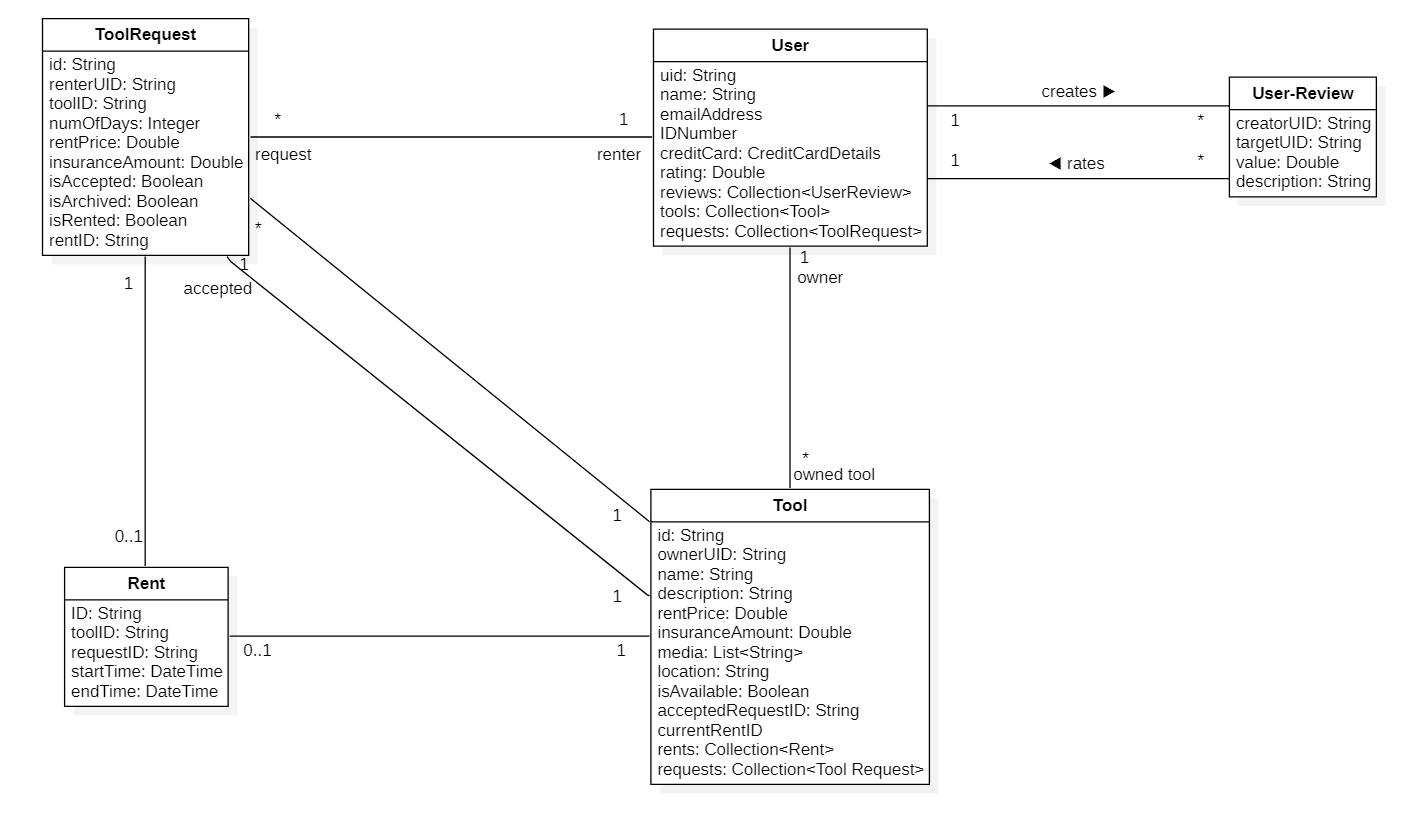 ToolRequest
id: String
renterUID: String
toolID: String
numOfDays: Integer
rentPrice: Double
insuranceAmount: Double
isAccepted: Boolean
isArchived: Boolean
isRented: Boolean
rentID: String
*
request
1
renter
User
uid: String
name: String
emailAddress
IDNumber
creditCard: CreditCardDetails
rating: Double
reviews: Collection<UserReview>
tools: Collection<Tool>
requests: Collection<ToolRequest>
creates ▶
1
*
1
◀ rates
*
User-Review
creatorUID: String
targetUID: String
value: Double
description: String
*
1
accepted
1
1
owner
*
owned tool
1
1
0..1
Rent
ID: String
toolID: String
requestID: String
startTime: DateTime
endTime: DateTime
0..1
1
Tool
id: String
ownerUID: String
name: String
description: String
rentPrice: Double
insuranceAmount: Double
media: List<String>
location: String
isAvailable: Boolean
acceptedRequestID: String
currentRentID
rents: Collection<Rent>
requests: Collection<Tool Request>